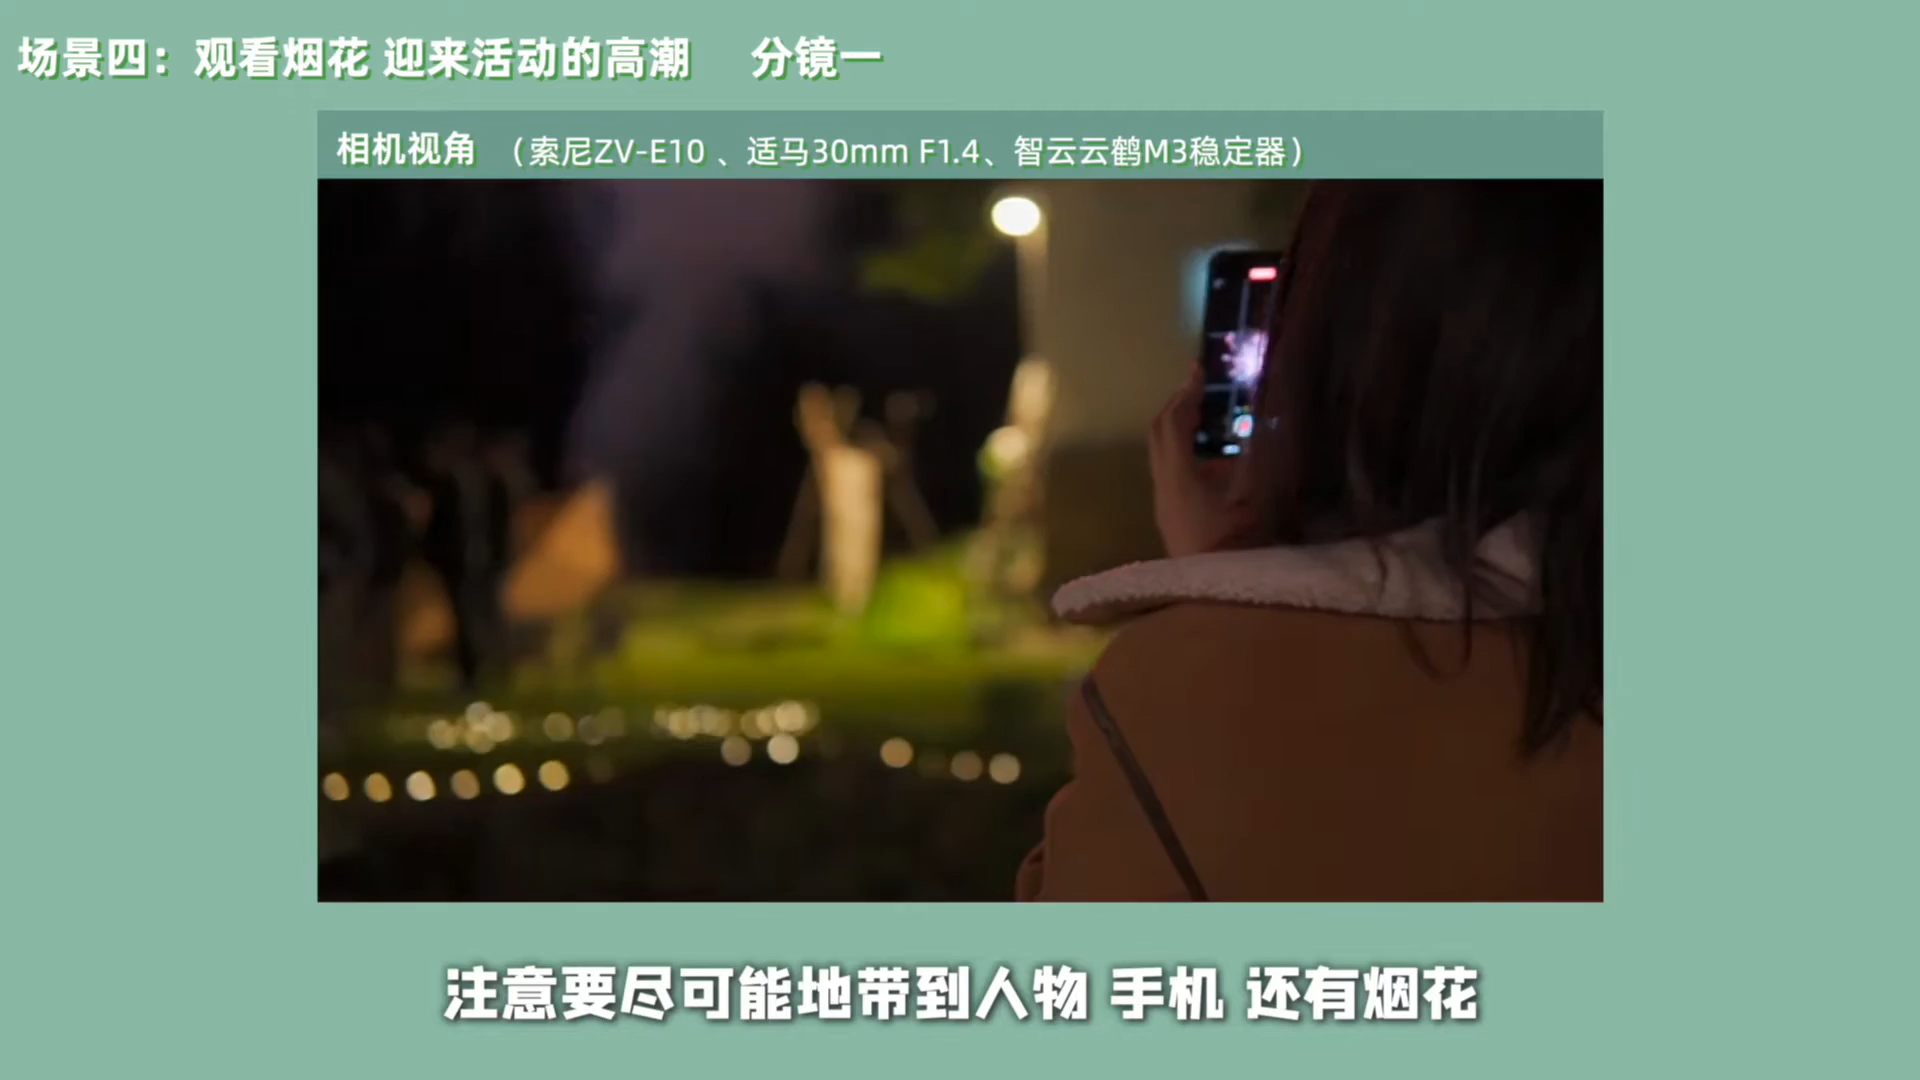 场景四：观看烟花 迎来活动的高潮 分镜一
相机视角 （索尼ZV-E10 、适马30mm F1.4、智云云鹤M3稳定器）
注意要尽可能地带到人物 手机 还有烟花